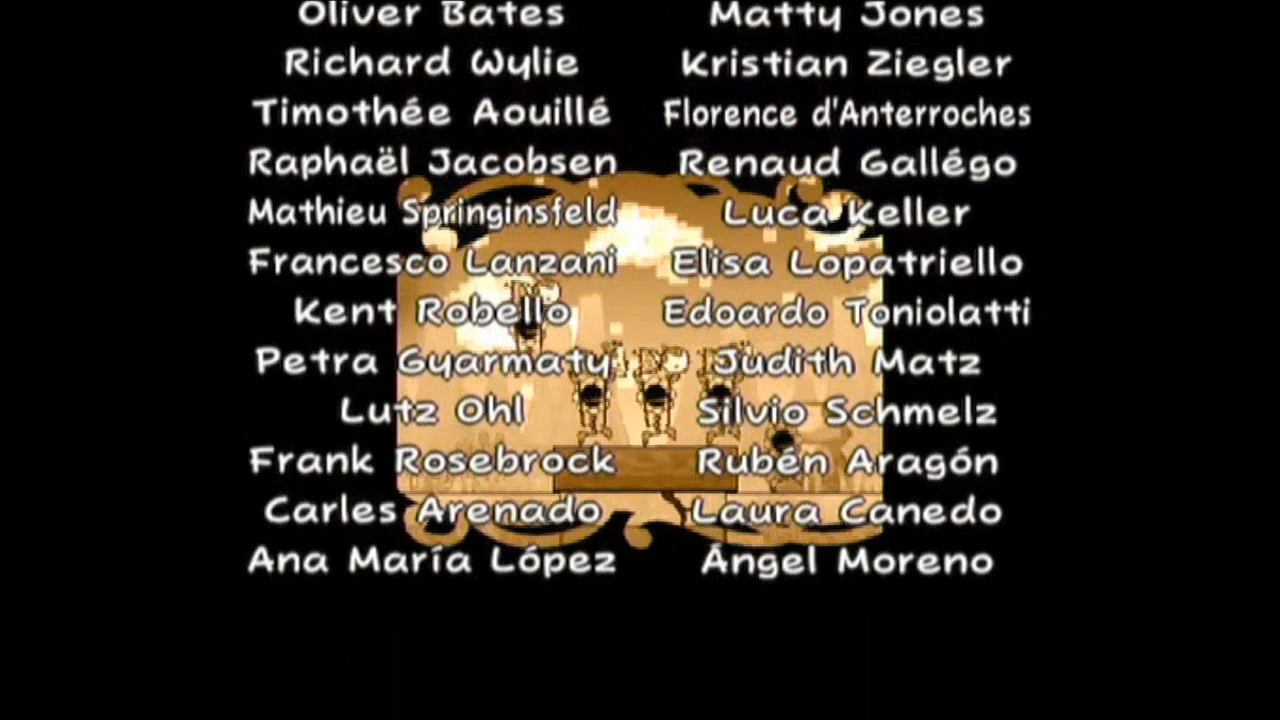 Oliver Bates Matty Jones
Richard Wylie Kristian Ziegler
Timothée Aouillé Florence d'Anterroches
Raphaël Jacobsen Renaud Gallégo
Mathieu Springinsfeld Luca Keller
Francesco Lanzani Elisa Lopatriello
Kent Robello Edoardo Toniolatti
Petra Gyarmaty Judith Matz
Lutz Ohl Silvio Schmelz
Frank Rosebrock Rubén Aragón
Carles Arenado Laura Canedo
Ana María López Ángel Moreno